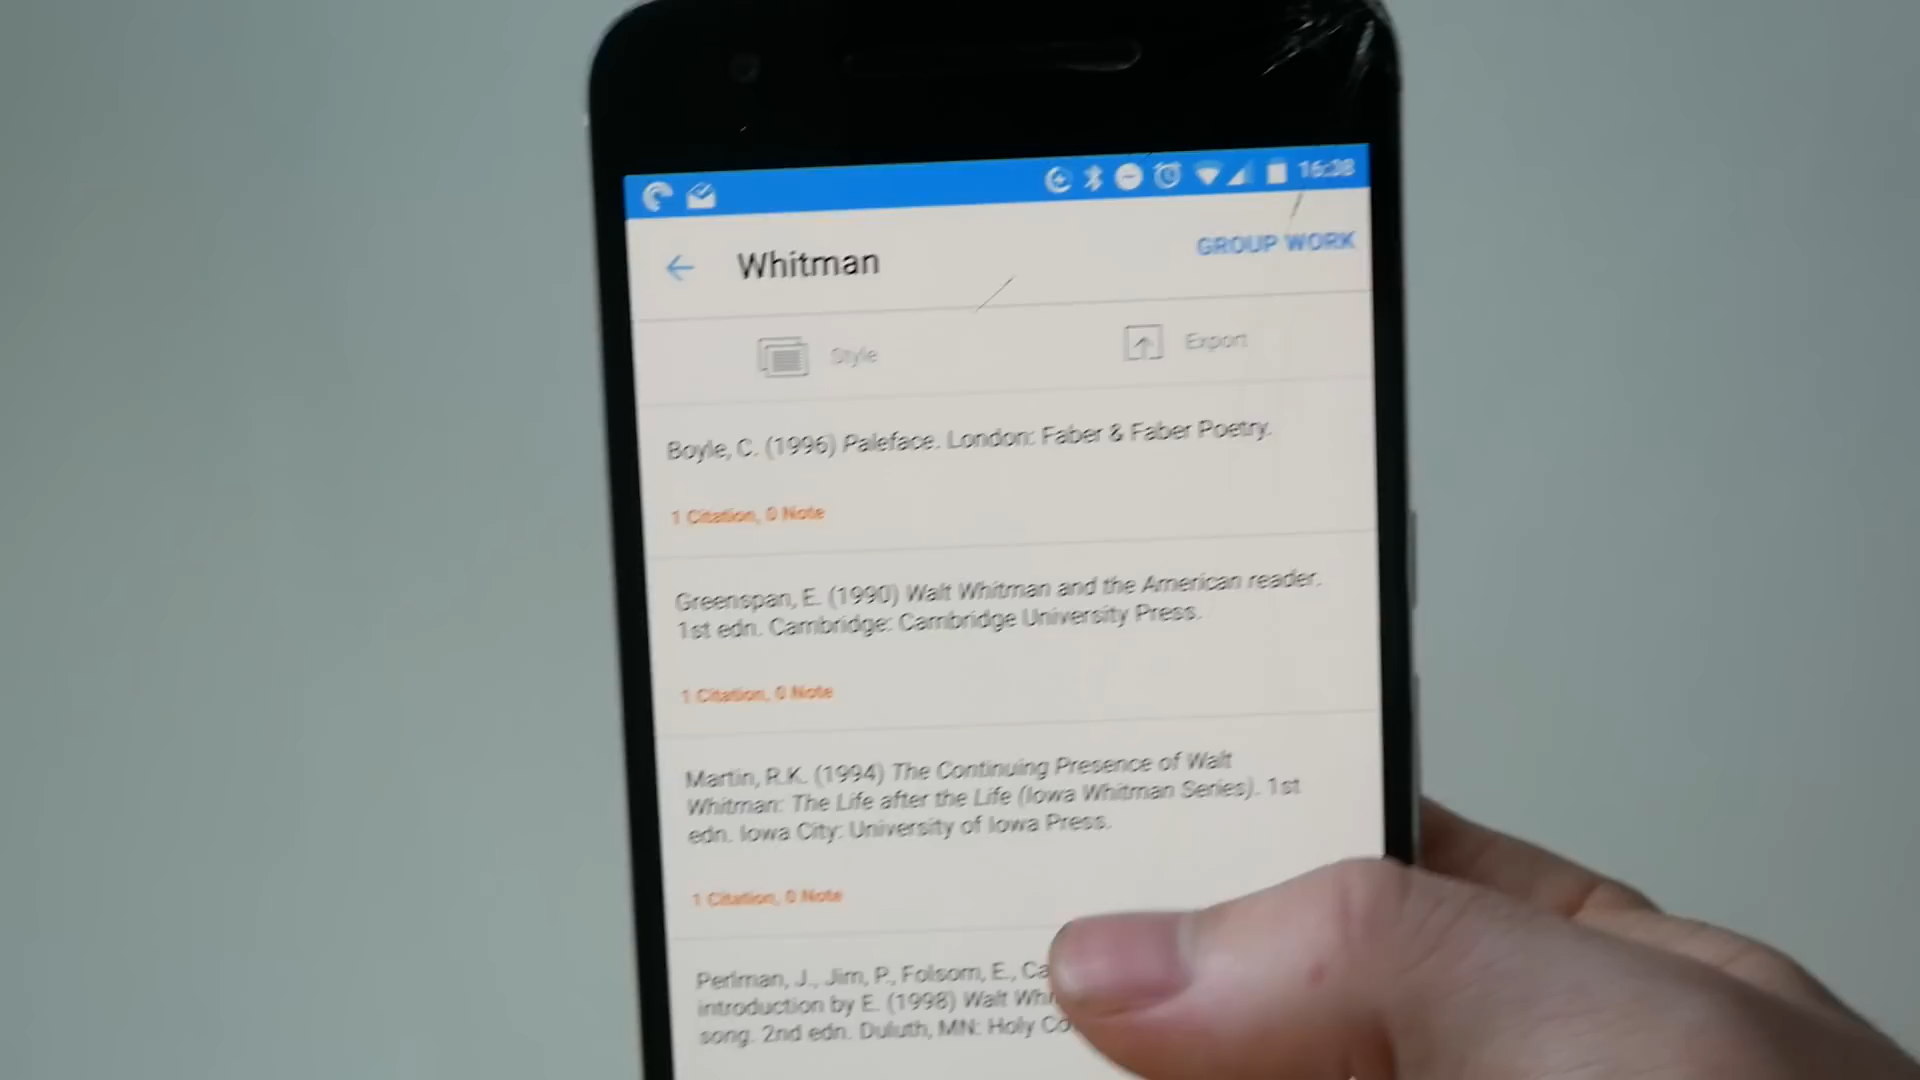 16:38
Whitman
GROUP WORK
Style
Export
Boyle, C. (1996) Paleface. London: Faber & Faber Poetry.
1 Citation, 0 Note
Greenspan, E. (1990) Walt Whitman and the American reader.
1st edn. Cambridge: Cambridge University Press.
1 Citation, 0 Note
Martin, R.K. (1994) The Continuing Presence of Walt
Whitman: The Life after the Life (Iowa Whitman Series). 1st
edn. Iowa City: University of Iowa Press.
1 Citation, 0 Note
Perlman, J., Jim, P., Folsom, E., Ca
introduction by E. (1998) Walt Whi
song. 2nd edn. Duluth, MN: Holy Co